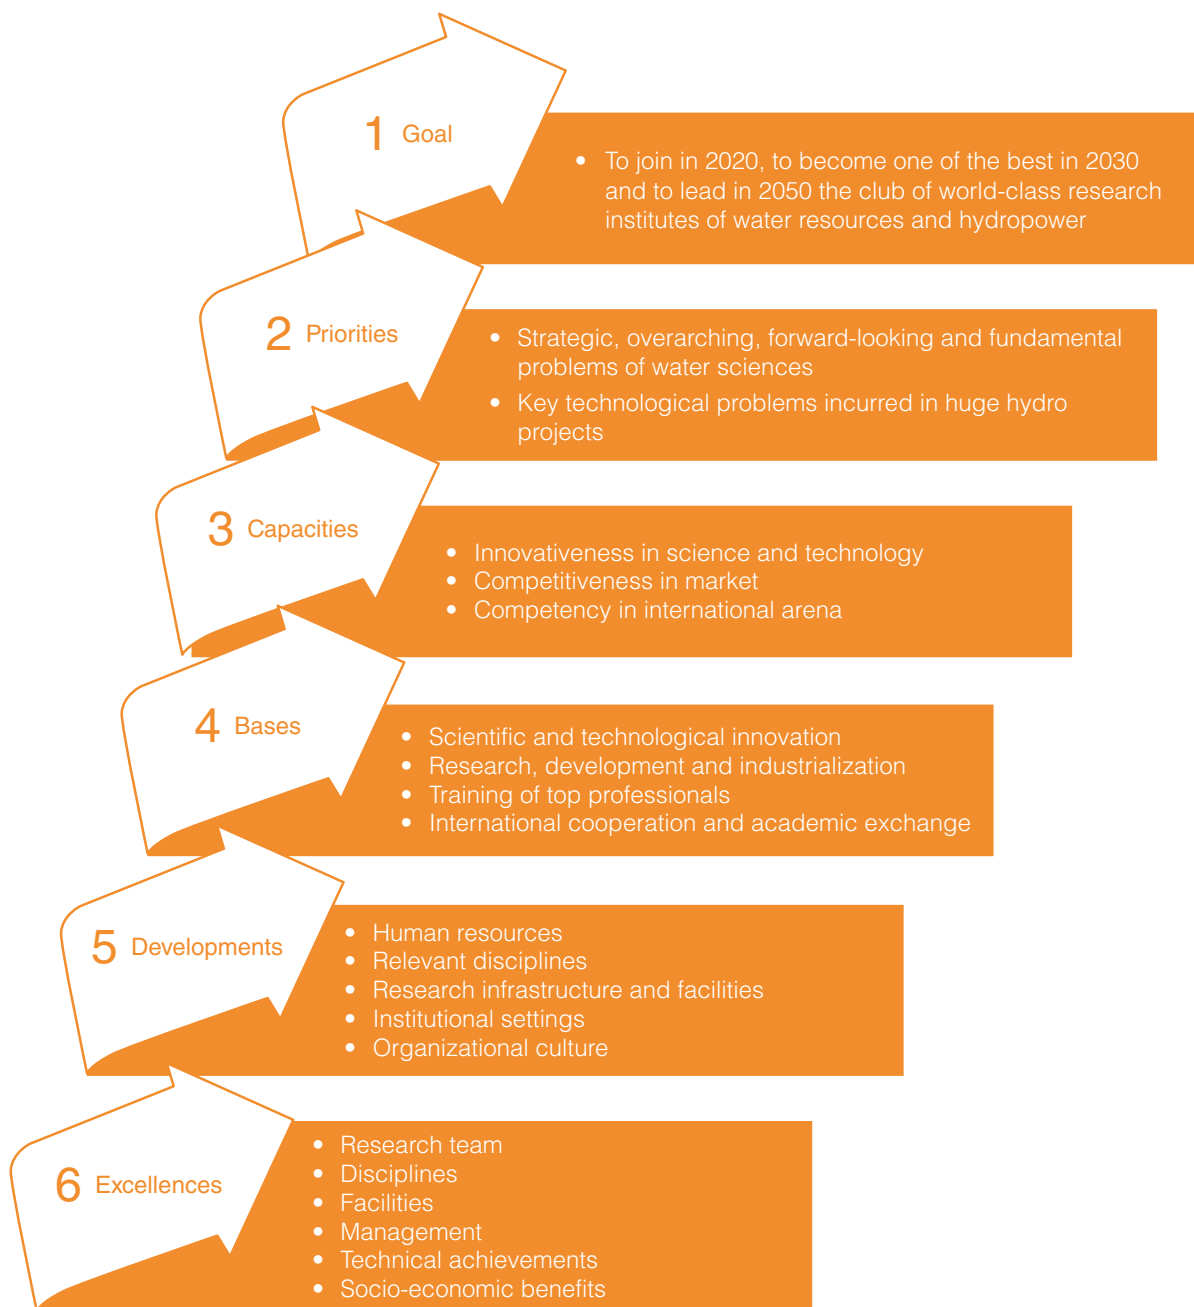 1 Goal
• To join in 2020, to become one of the best in 2030
and to lead in 2050 the club of world-class research
institutes of water resources and hydropower
2 Priorities
• Strategic, overarching, forward-looking and fundamental
problems of water sciences
• Key technological problems incurred in huge hydro
projects
3 Capacities
• Innovativeness in science and technology
• Competitiveness in market
• Competency in international arena
4 Bases
• Scientific and technological innovation
• Research, development and industrialization
• Training of top professionals
• International cooperation and academic exchange
5 Developments
• Human resources
• Relevant disciplines
• Research infrastructure and facilities
• Institutional settings
• Organizational culture
6 Excellences
• Research team
• Disciplines
• Facilities
• Management
• Technical achievements
• Socio-economic benefits